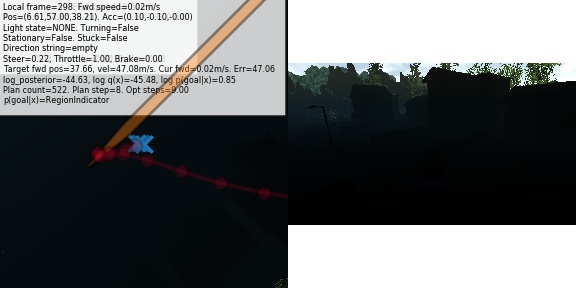 Local frame=298. Fwd speed=0.02m/s
Pos=(6.61,57.00,38.21). Acc=(0.10,-0.10,-0.00)
Light state=NONE. Turning=False
Stationary=False. Stuck=False
Direction string=empty
Steer=0.22, Throttle=1.00, Brake=0.00
Target fwd pos=37.66, vel=47.08m/s. Cur fwd=0.02m/s. Err=47.06
log_posterior=-44.63, log q(x)=-45.48, log p(goal|x)=0.85
Plan count=522. Plan step=8. Opt steps=9.00
p(goal|x)=RegionIndicator